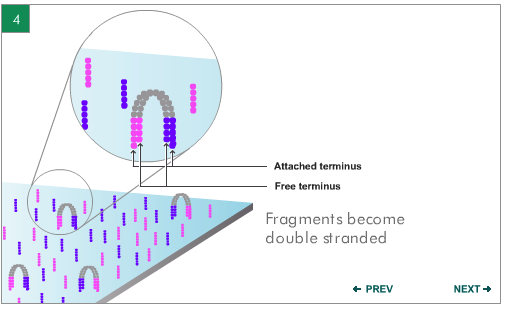 4
Attached terminus
Free terminus
Fragments become
double stranded
PREV
NEXT